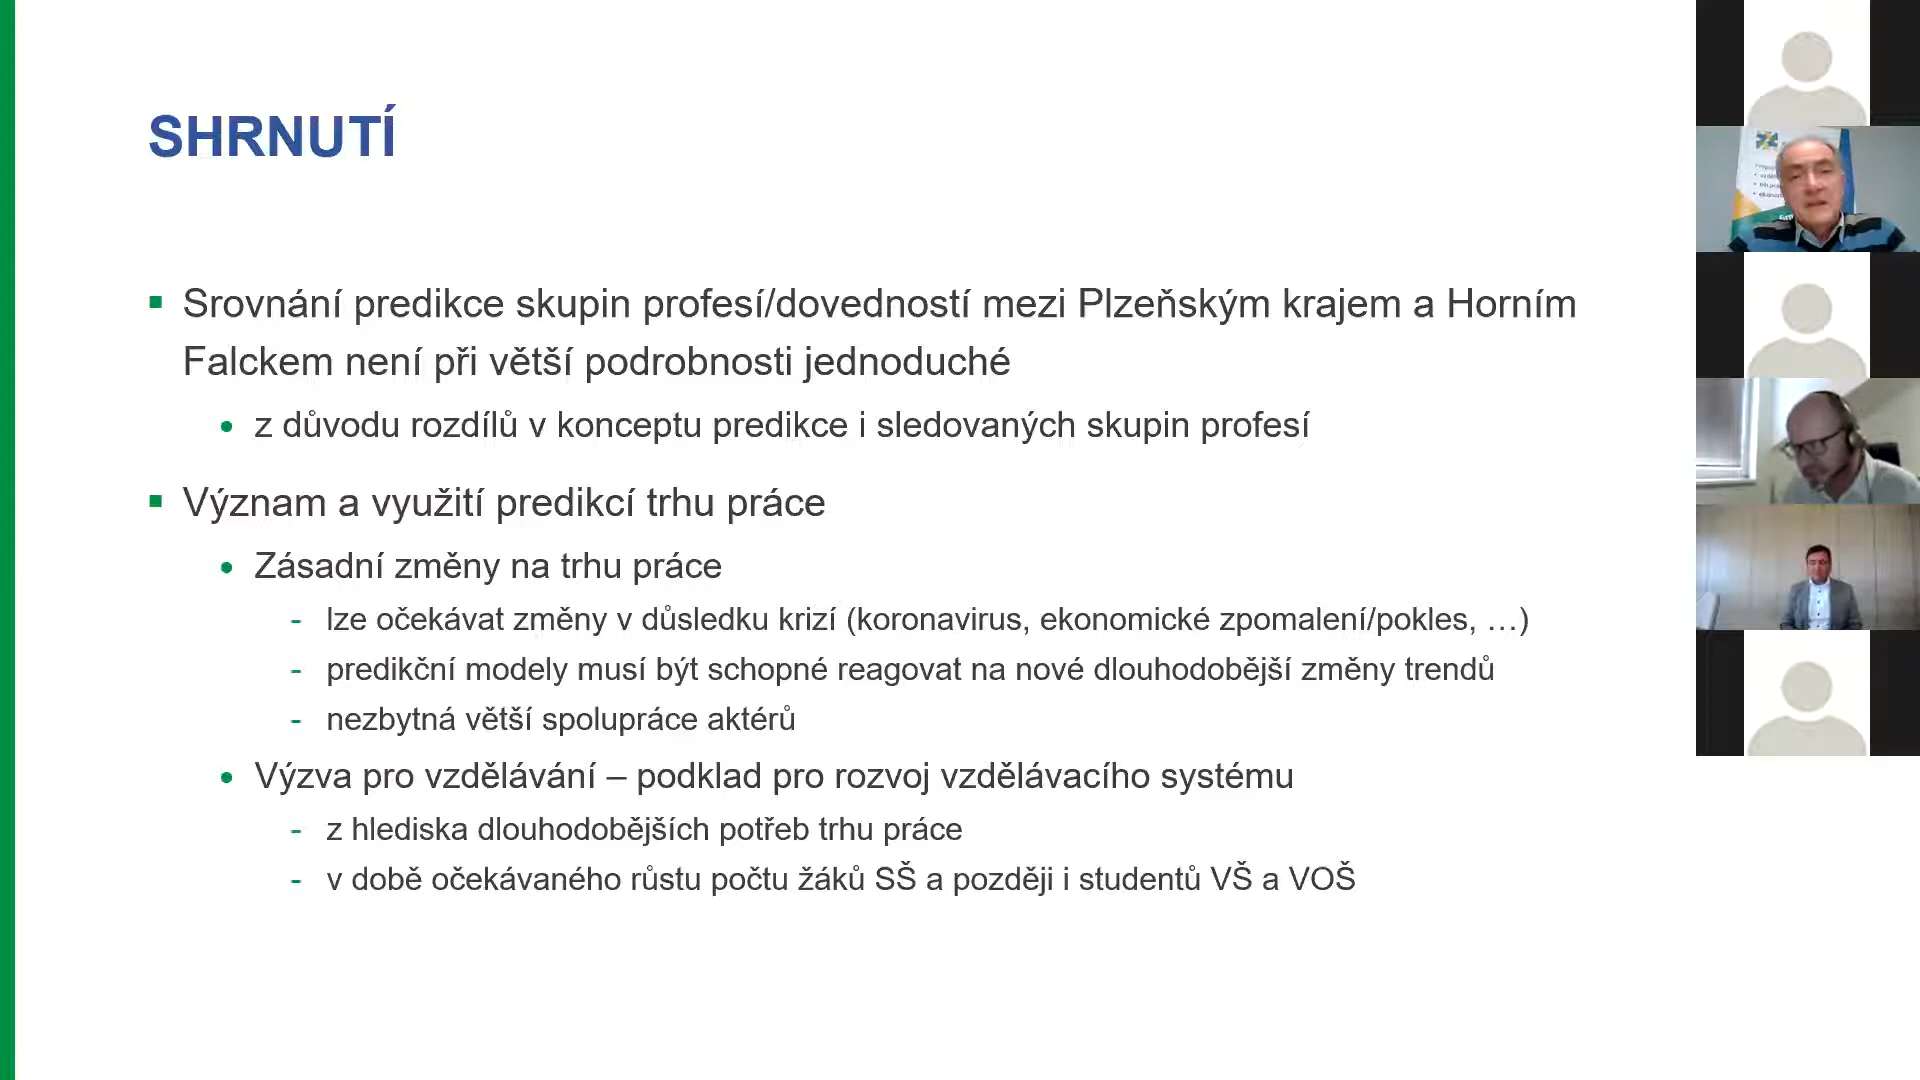 SHRNUTÍ
Srovnání predikce skupin profesí/dovedností mezi Plzeňským krajem a Horním
Falckem není při větší podrobnosti jednoduché
z důvodu rozdílů v konceptu predikce i sledovaných skupin profesí
Význam a využití predikcí trhu práce
Zásadní změny na trhu práce
- lze očekávat změny v důsledku krizí (koronavirus, ekonomické zpomalení/pokles, …)
- predikční modely musí být schopné reagovat na nové dlouhodobější změny trendů
- nezbytná větší spolupráce aktérů
Výzva pro vzdělávání – podklad pro rozvoj vzdělávacího systému
- z hlediska dlouhodobějších potřeb trhu práce
- v době očekávaného růstu počtu žáků SŠ a později i studentů VŠ a VOŠ